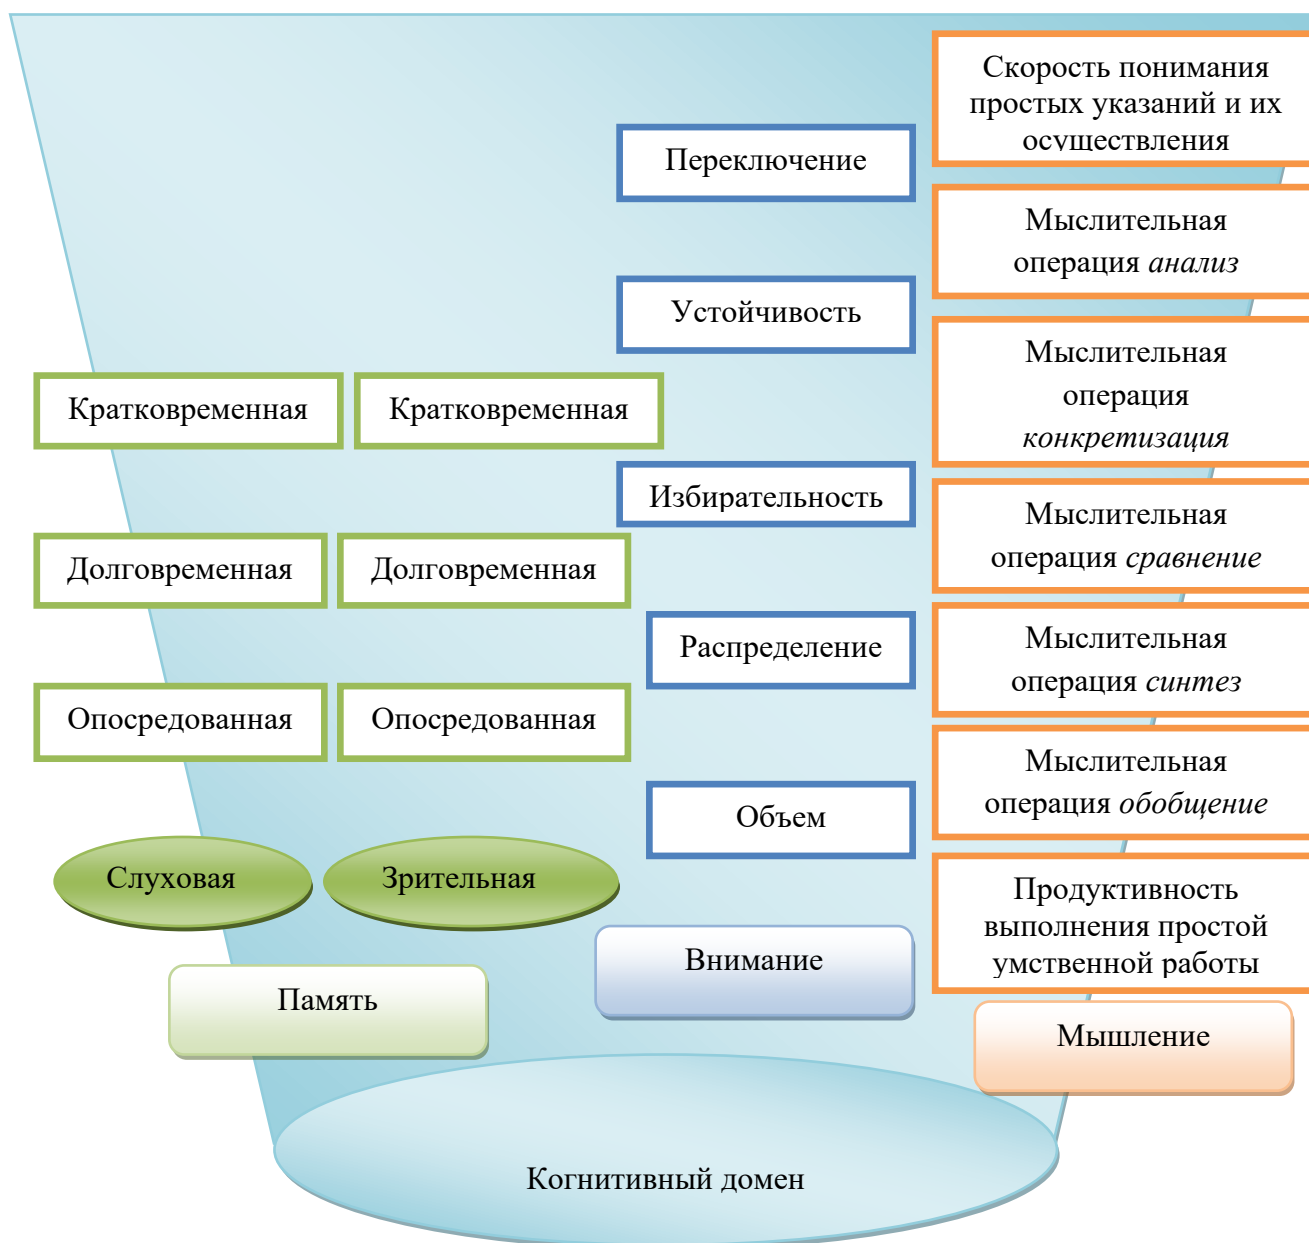 Скорость понимания
простых указаний и их
осуществления
Переключение
Мыслительная
операция анализ
Устойчивость
Мыслительная
операция
конкретизация
Кратковременная
Кратковременная
Избирательность
Мыслительная
операция сравнение
Долговременная
Долговременная
Распределение
Мыслительная
операция синтез
Опосредованная
Опосредованная
Мыслительная
операция обобщение
Объем
Слуховая
Зрительная
Продуктивность
выполнения простой
умственной работы
Внимание
Память
Мышление
Когнитивный домен